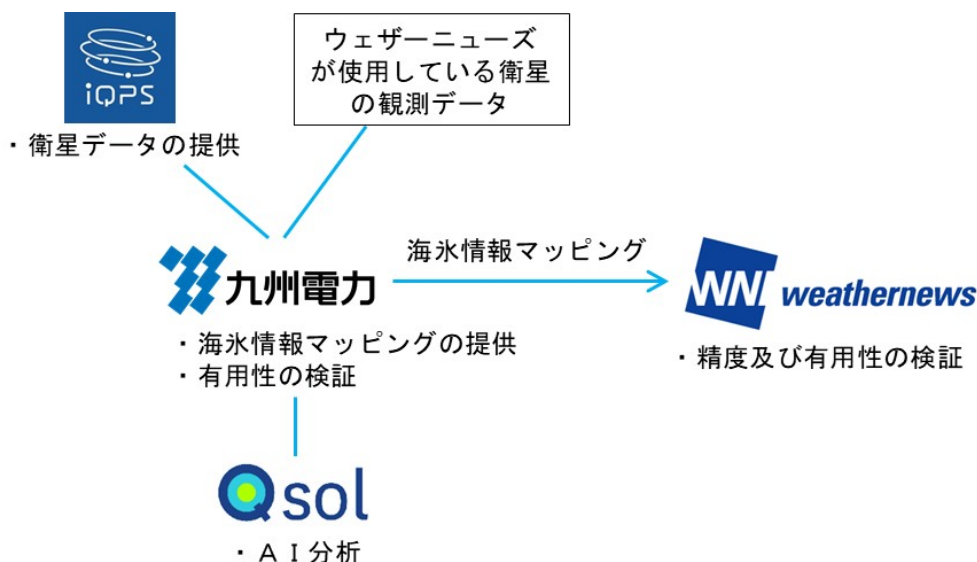 iQPS
・衛星データの提供
ウェザーニューズ
が使用している衛星
の観測データ
九州電力
海氷情報マッピング
WNI weathernews
・海氷情報マッピングの提供
・有用性の検証
・精度及び有用性の検証
Qsol
・ＡＩ分析